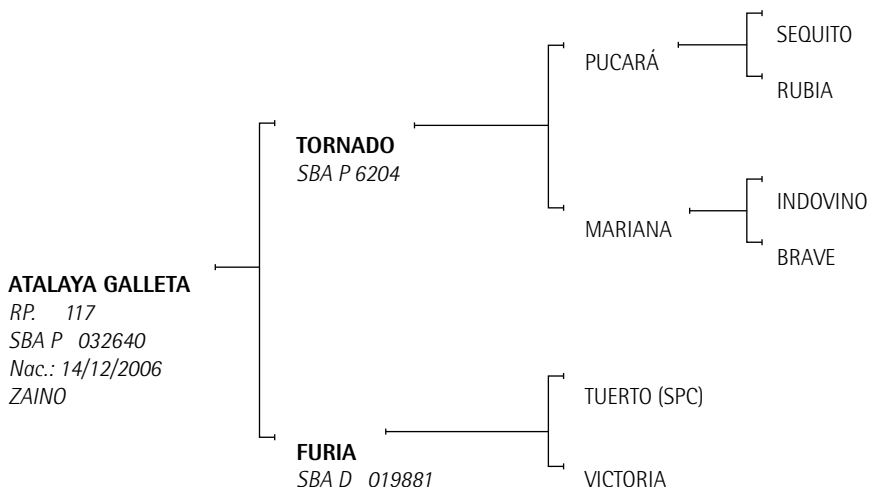 SEQUITO
PUCARÁ
RUBIA
TORNADO
SBA P 6204
INDOVINO
MARIANA
BRAVE
ATALAYA GALLETA
RP. 117
SBA P 032640
Nac.: 14/12/2006
ZAINO
TUERTO (SPC)
FURIA
SBA D 019881
VICTORIA